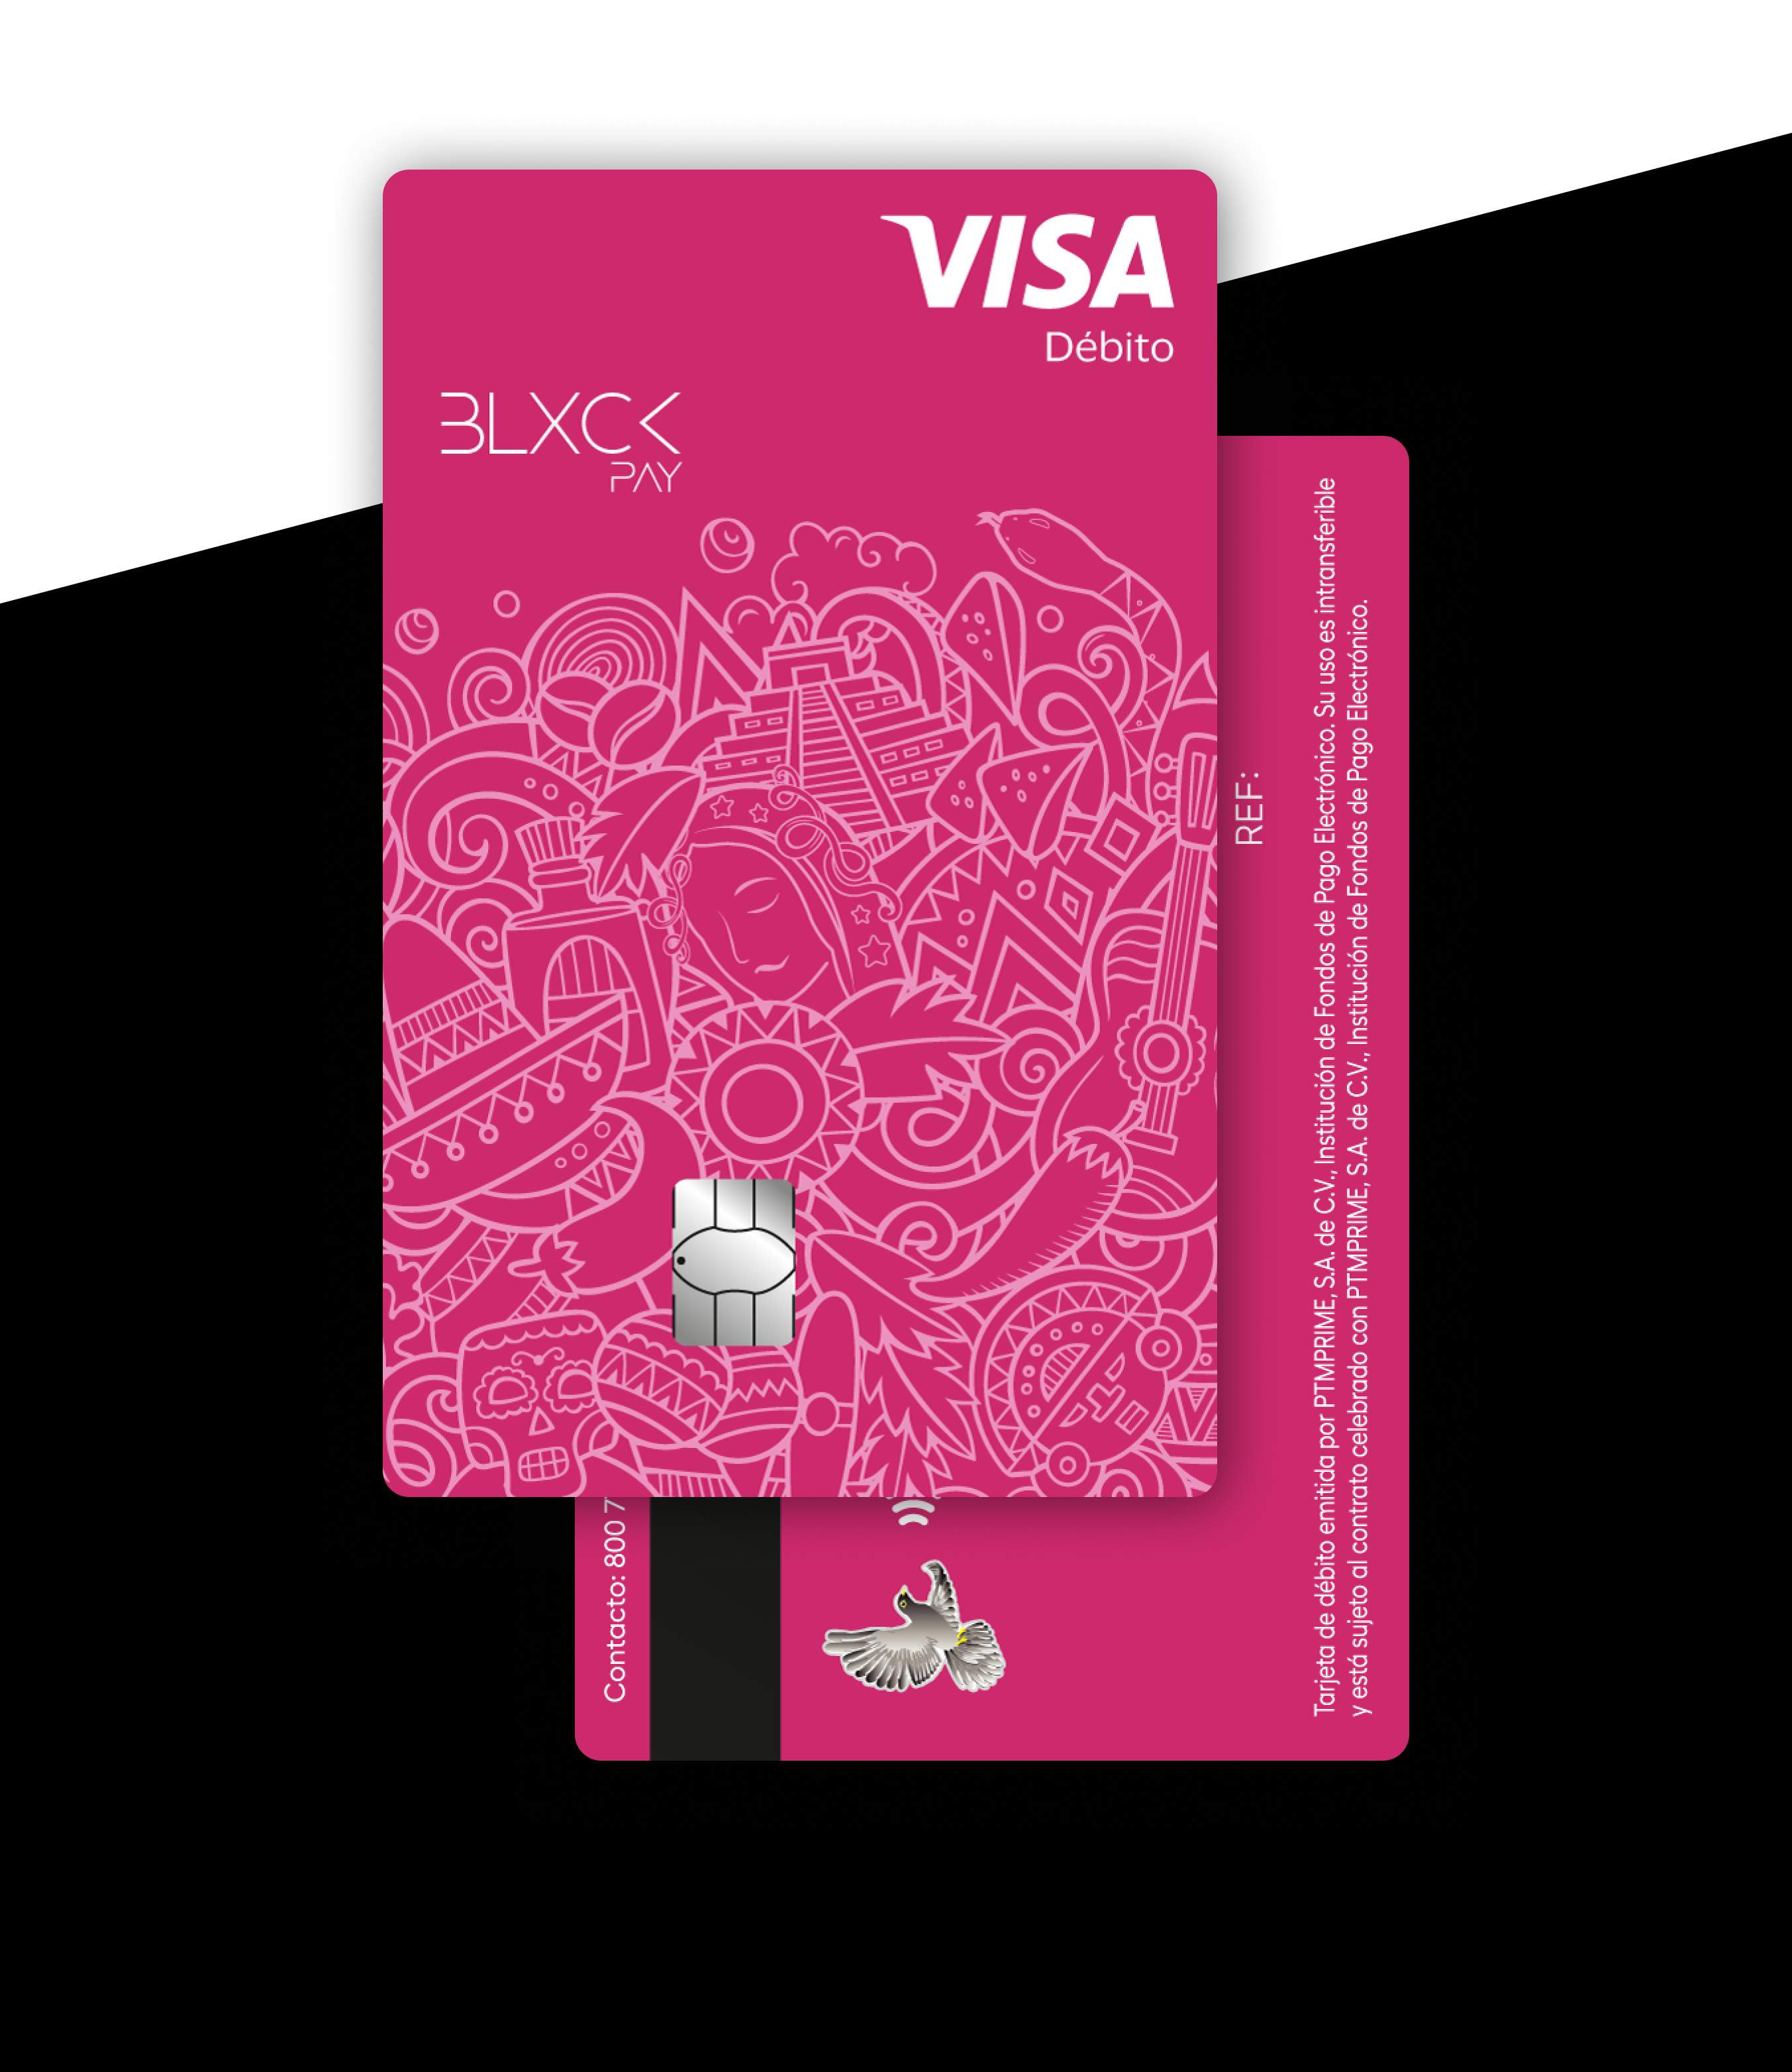 VISA
Débito
BLXCK
PAY
REF:
Tarjeta de débito emitida por PTMPRIME, S.A. de C.V., Institución de Fondos de Pago Electrónico. Su uso es intransferible
y está sujeto al contrato celebrado con PTMPRIME, S.A. de C.V., Institución de Fondos de Pago Electrónico.
Contacto: 800 7